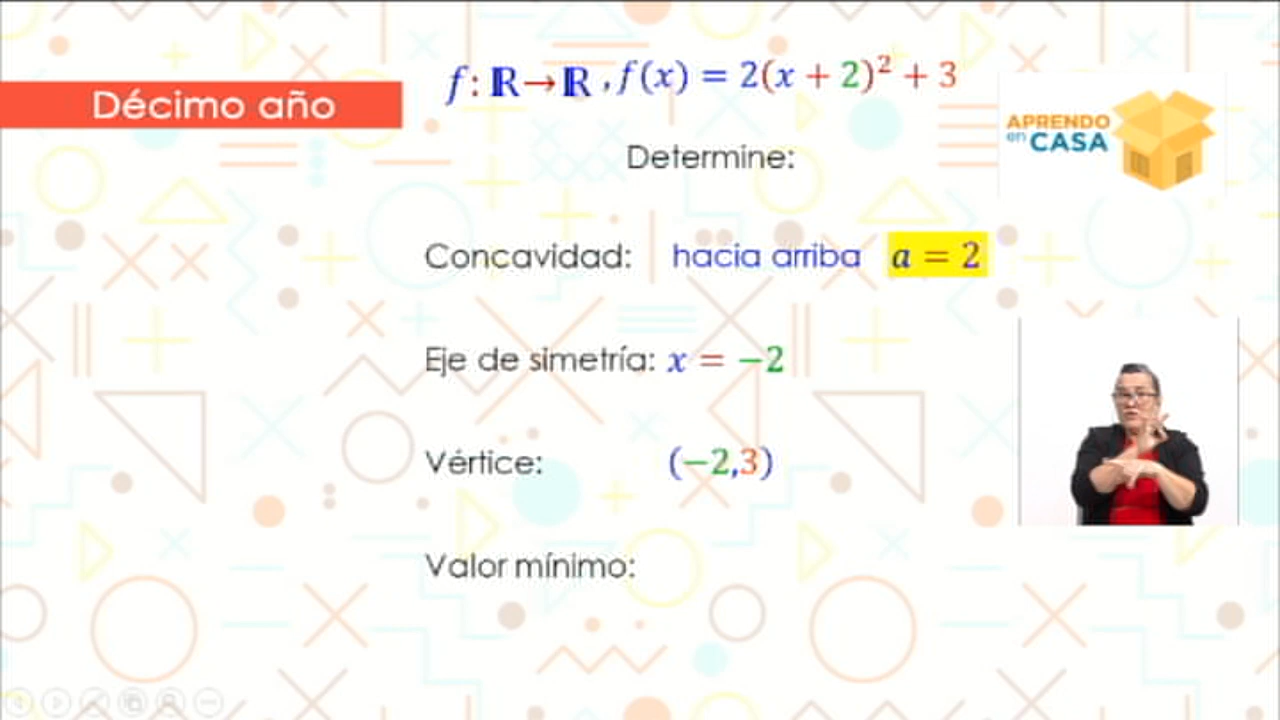 Décimo año
f: ℝ→ℝ , f(x) = 2(x + 2)² + 3
APRENDO
en CASA
Determine:
Concavidad: hacia arriba a = 2
Eje de simetría: x = −2
Vértice: (−2,3)
Valor mínimo: